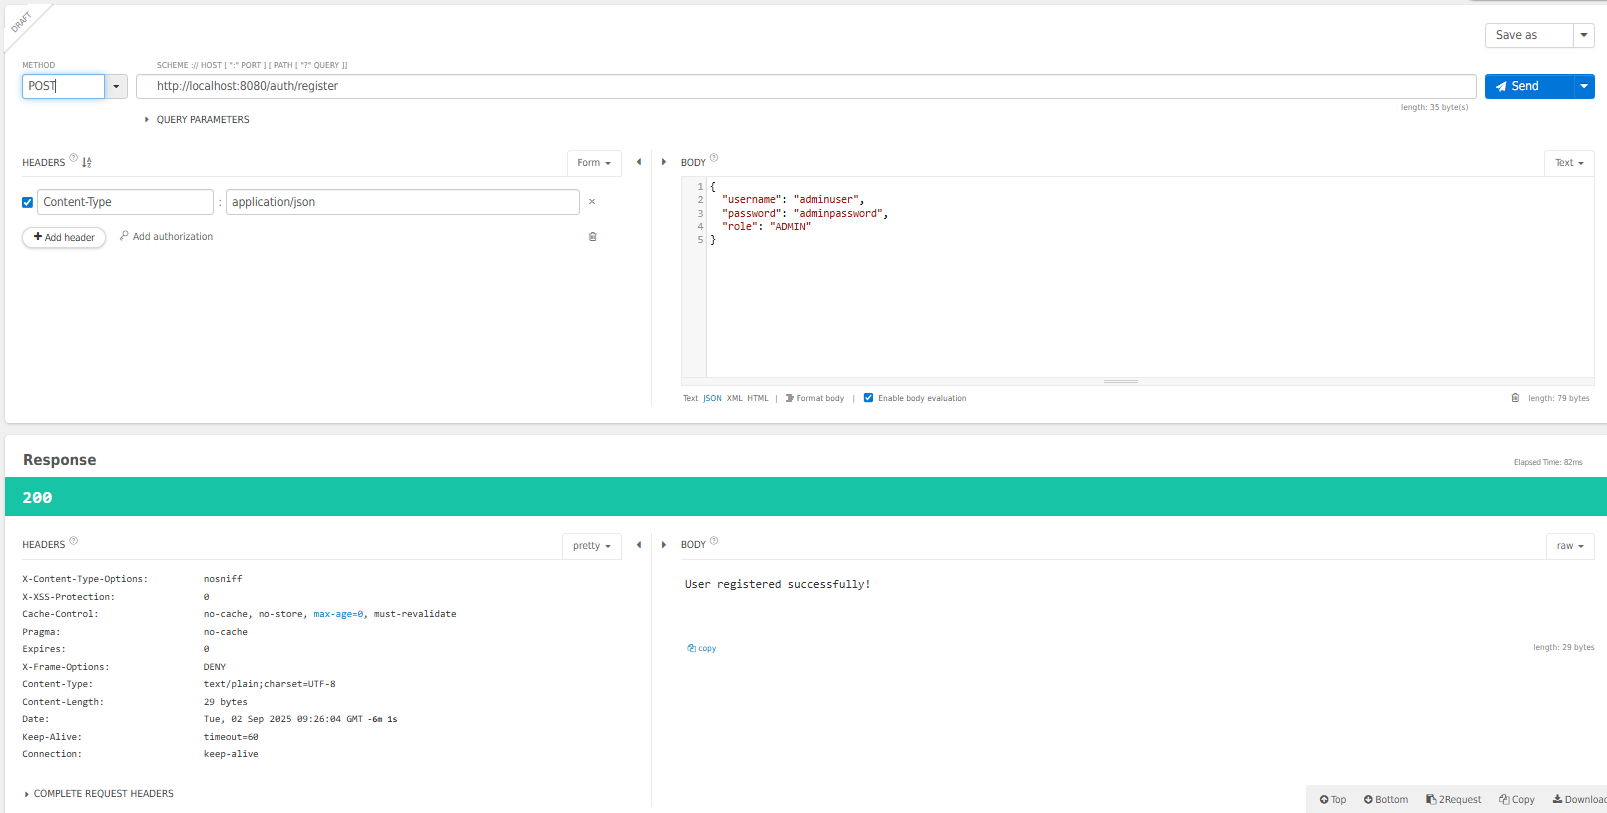 DRAFT
Save as
METHOD
SCHEME :// HOST [ ":" PORT ] [ PATH [ "?" QUERY ]]
POST
http://localhost:8080/auth/register
Send
length: 35 byte(s)
QUERY PARAMETERS
HEADERS ?
Form
BODY ?
Text
Content-Type : application/json ×
+ Add header
Add authorization
1 {
2 "username": "adminuser",
3 "password": "adminpassword",
4 "role": "ADMIN"
5 }
Text JSON XML HTML | Format body | Enable body evaluation
length: 79 bytes
Response
Elapsed Time: 82ms
200
HEADERS ?
pretty
BODY ?
raw
X-Content-Type-Options: nosniff
X-XSS-Protection: 0
Cache-Control: no-cache, no-store, max-age=0, must-revalidate
Pragma: no-cache
Expires: 0
X-Frame-Options: DENY
Content-Type: text/plain;charset=UTF-8
Content-Length: 29 bytes
Date: Tue, 02 Sep 2025 09:26:04 GMT -6m 1s
Keep-Alive: timeout=60
Connection: keep-alive
User registered successfully!
copy
length: 29 bytes
COMPLETE REQUEST HEADERS
Top
Bottom
2Request
Copy
Downloac